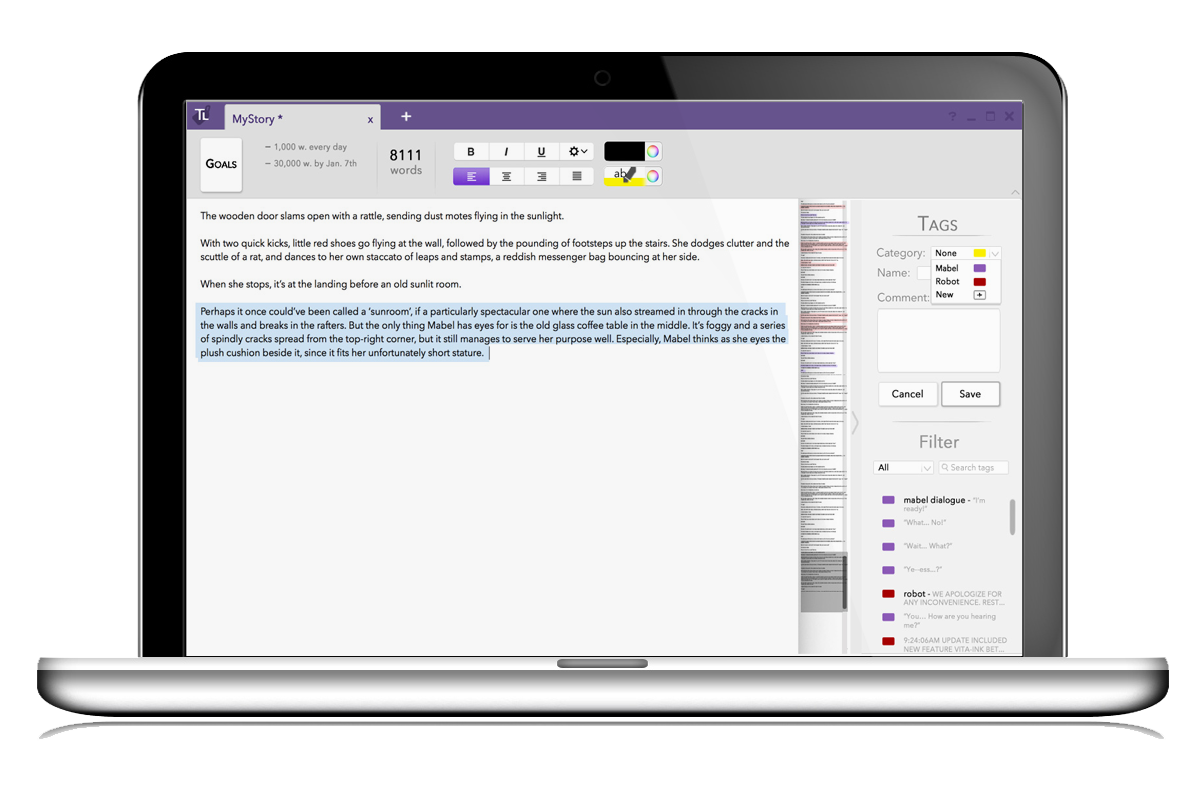 TL
MyStory *
x
+
?
GOALS
– 1,000 w. every day
– 30,000 w. by Jan. 7th
8111
words
B
I
U
ab
The wooden door slams open with a rattle, sending dust motes flying in the sunlight.
With two quick kicks, little red shoes go flying at the wall, followed by the pounding of footsteps up the stairs. She dodges clutter and the
scuttle of a rat, and dances to her own staccato of leaps and stamps, a reddish messenger bag bouncing at her side.
When she stops, it's at the landing before an old sunlit room.
Perhaps it once could've been called a 'sunroom', if a particularly spectacular one where the sun also streamed in through the cracks in
the walls and breaks in the rafters. But the only thing Mabel has eyes for is the old glass coffee table in the middle. It's foggy and a series
of spindly cracks spread from the top-right corner, but it still manages to serve her purpose well. Especially, Mabel thinks as she eyes the
plush cushion beside it, since it fits her unfortunately short stature.
TAGS
Category:
None
Mabel
Robot
New
+
Name:
Comment:
Cancel
Save
Filter
All
Search tags
mabel dialogue - "I'm
ready!"
"What... No!"
"Wait... What?"
"Ye--ess...?"
robot - WE APOLOGIZE FOR
ANY INCONVENIENCE. REST...
"You... How are you hearing
me?"
9:24:06AM UPDATE INCLUDED
NEW FEATURE VITA-INK BET...